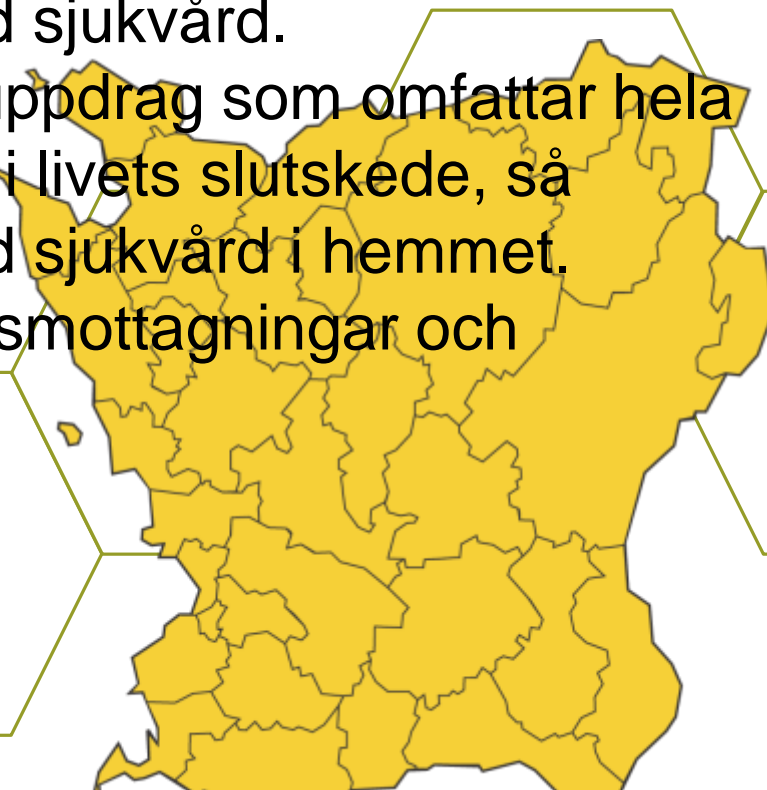 d sjukvård.
uppdrag som omfattar hela
i livets slutskede, så
d sjukvård i hemmet.
smottagningar och